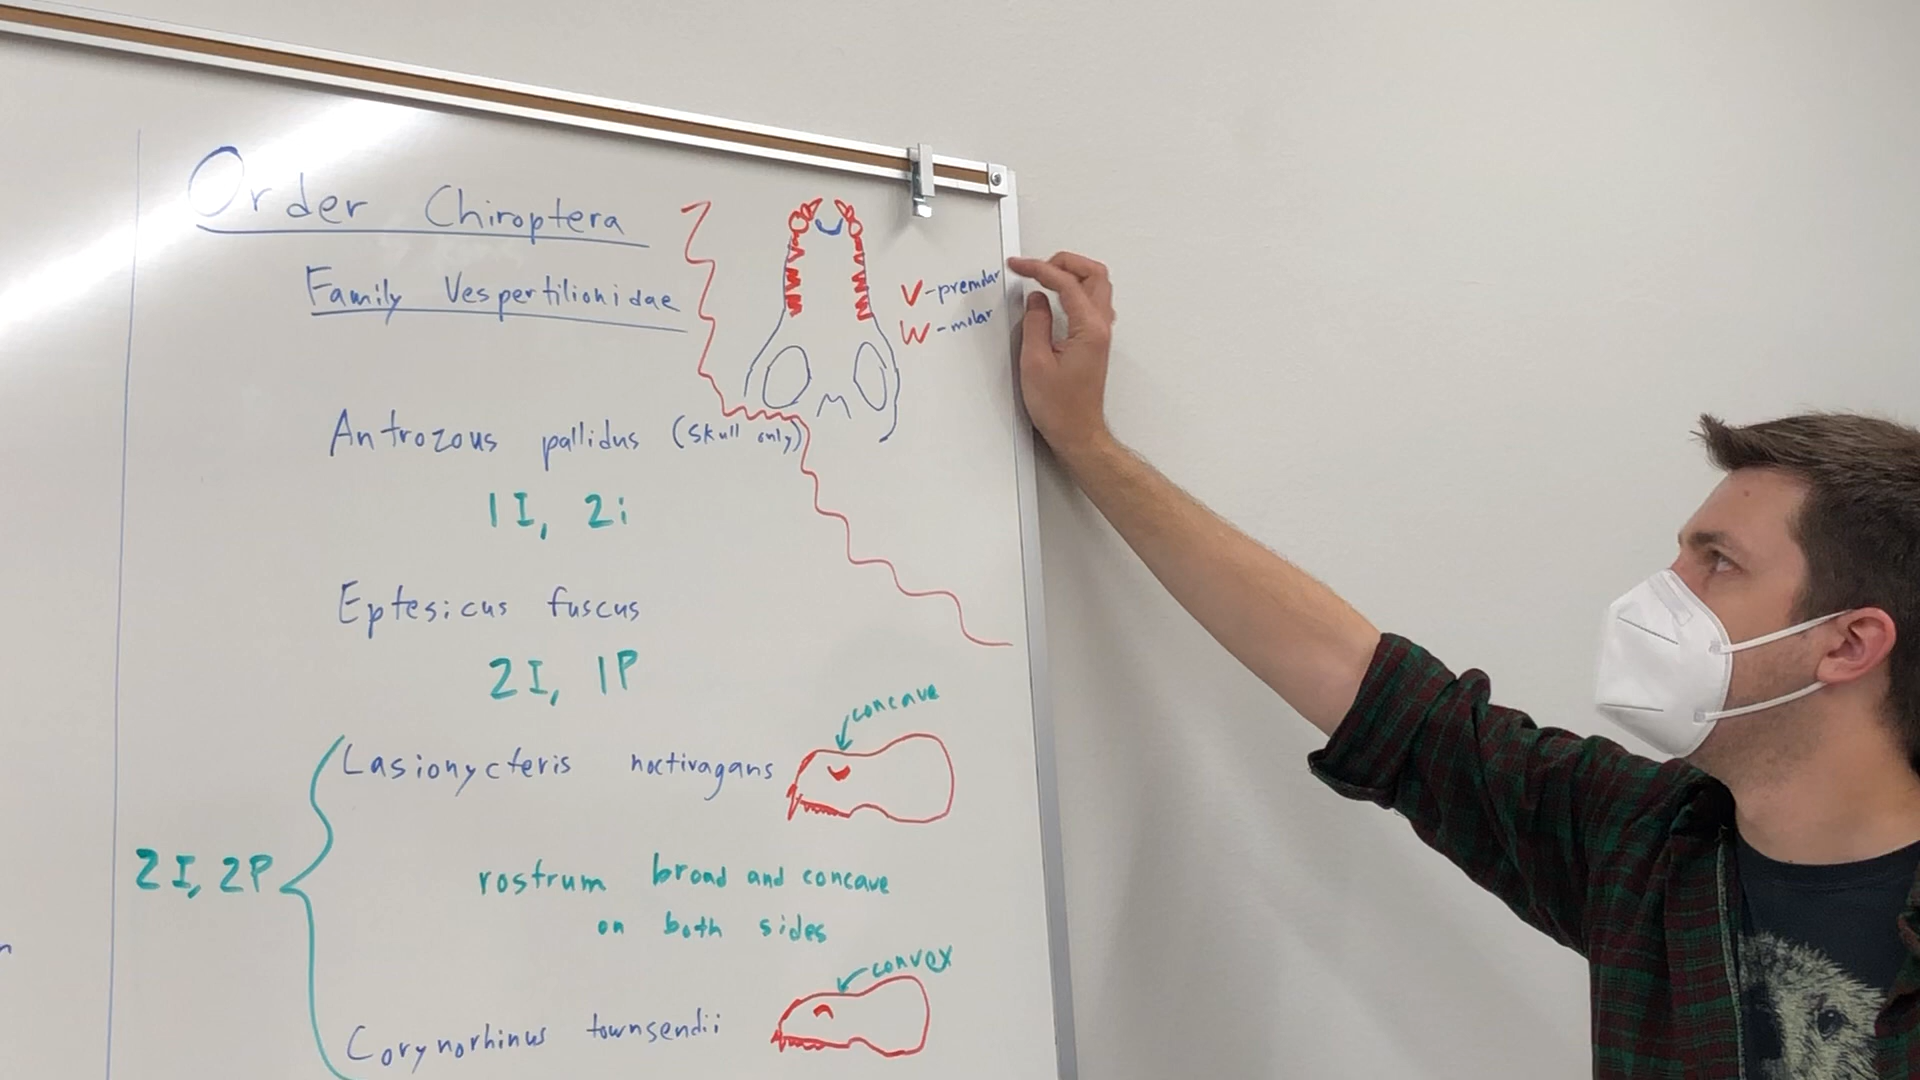 Order Chiroptera
Family Vespertilionidae
V-premolar
W-molar
Antrozous pallidus (skull only)
1I, 2i
Eptesicus fuscus
2I, 1P
concave
Lasionycteris noctivagans
2I, 2P
rostrum broad and concave
on both sides
convex
Corynorhinus townsendii